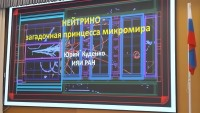 НЕЙТРИНО -
загадочная принцесса микромира
Юрий Куденко
ИЯИ РАН